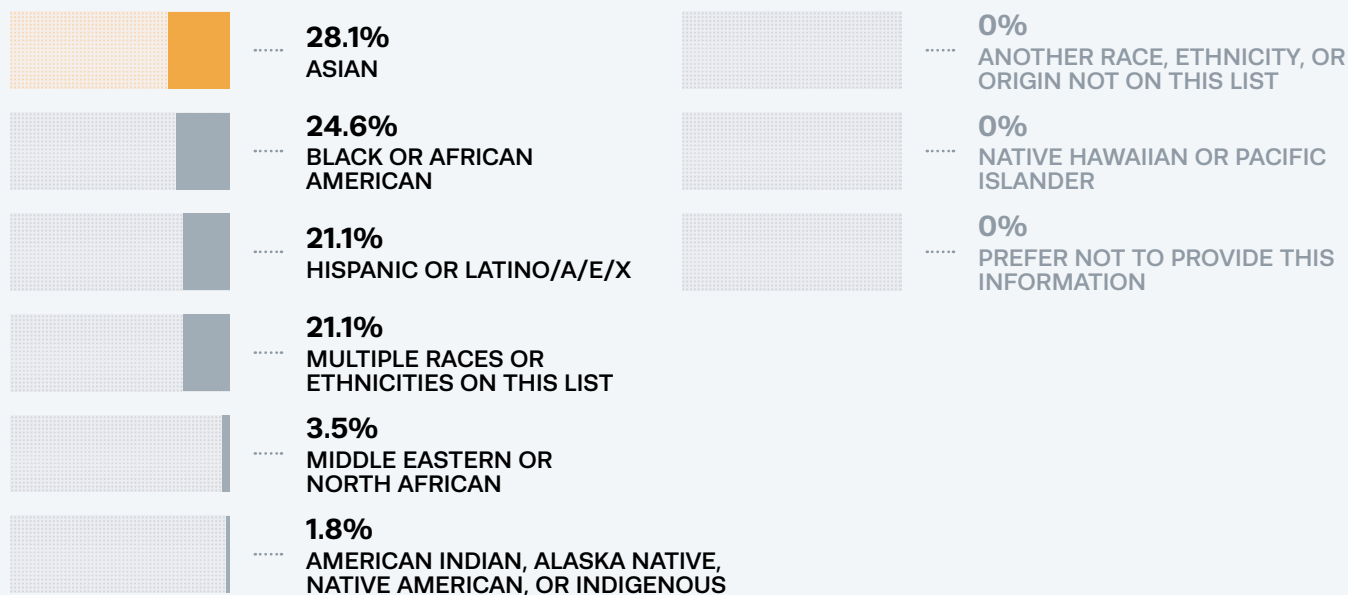 28.1%
ASIAN
24.6%
BLACK OR AFRICAN
AMERICAN
21.1%
HISPANIC OR LATINO/A/E/X
21.1%
MULTIPLE RACES OR
ETHNICITIES ON THIS LIST
3.5%
MIDDLE EASTERN OR
NORTH AFRICAN
1.8%
AMERICAN INDIAN, ALASKA NATIVE,
NATIVE AMERICAN, OR INDIGENOUS
0%
ANOTHER RACE, ETHNICITY, OR
ORIGIN NOT ON THIS LIST
0%
NATIVE HAWAIIAN OR PACIFIC
ISLANDER
0%
PREFER NOT TO PROVIDE THIS
INFORMATION